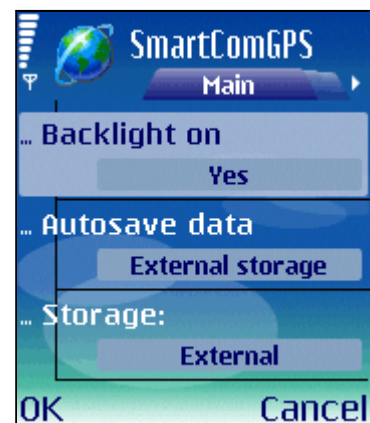 SmartComGPS
Main
... Backlight on
Yes
... Autosave data
External storage
... Storage:
External
OK Cancel